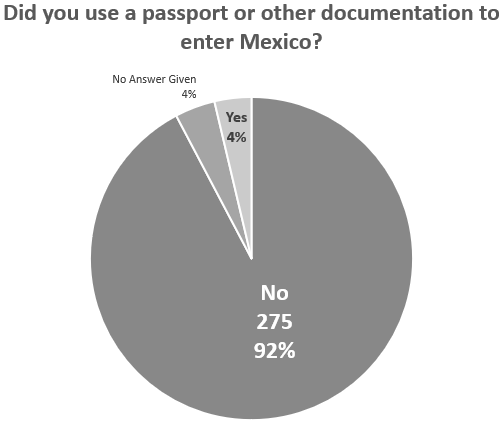 Did you use a passport or other documentation to
enter Mexico?
No Answer Given
4%
Yes
4%
No
275
92%